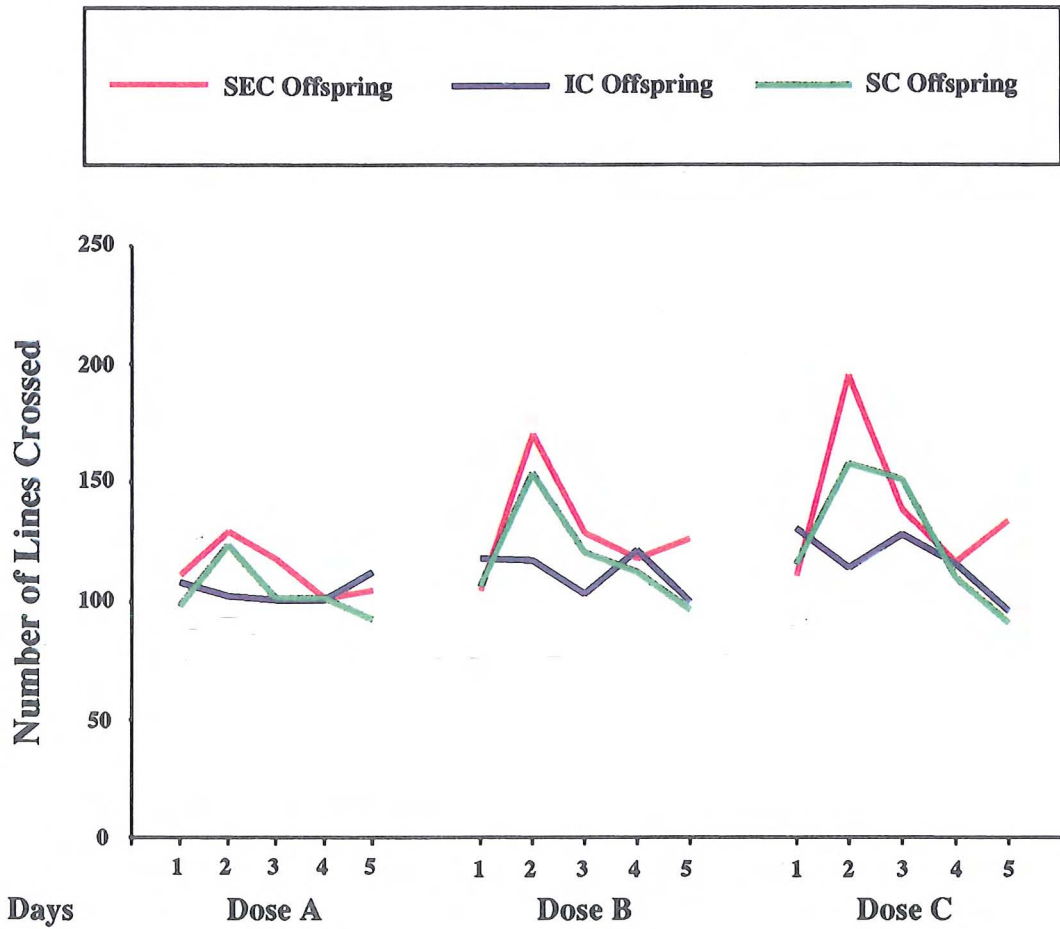 SEC Offspring IC Offspring SC Offspring
250
200
150
100
50
0
Number of Lines Crossed
1 2 3 4 5 1 2 3 4 5 1 2 3 4 5
Days Dose A Dose B Dose C